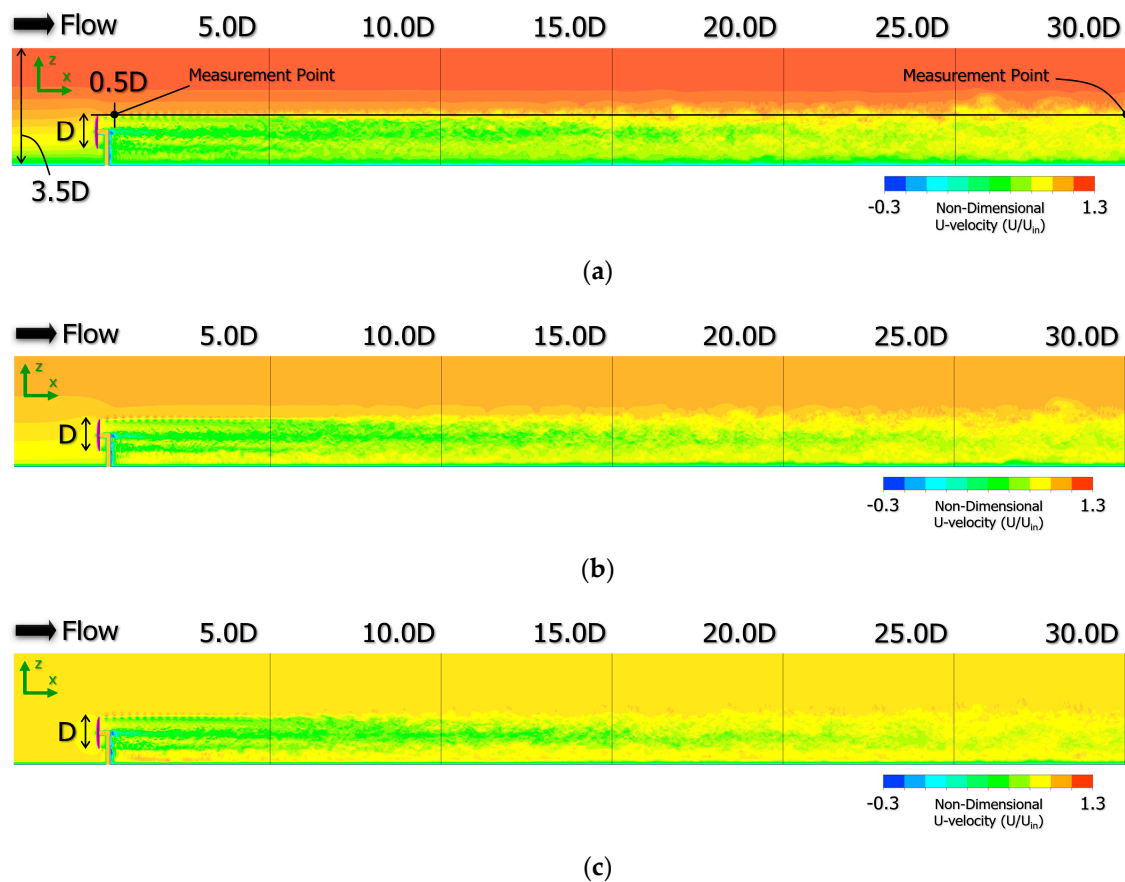 Flow 5.0D 10.0D 15.0D 20.0D 25.0D 30.0D
z
x
0.5D
Measurement Point
Measurement Point
D
3.5D
-0.3 Non-Dimensional 1.3
U-velocity (U/Uin)
(a)
Flow 5.0D 10.0D 15.0D 20.0D 25.0D 30.0D
z
x
D
-0.3 Non-Dimensional 1.3
U-velocity (U/Uin)
(b)
Flow 5.0D 10.0D 15.0D 20.0D 25.0D 30.0D
z
x
D
-0.3 Non-Dimensional 1.3
U-velocity (U/Uin)
(c)